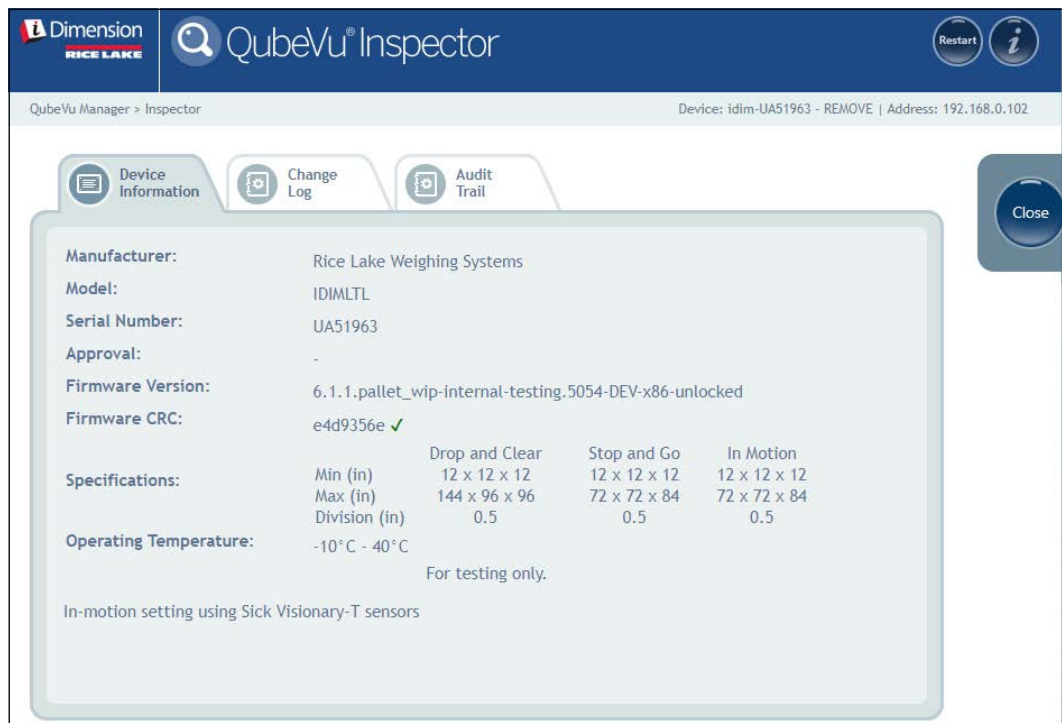 i Dimension
RICE LAKE
QubeVu® Inspector
Restart
i
QubeVu Manager > Inspector
Device: idim-UA51963 - REMOVE | Address: 192.168.0.102
Device Information
Change Log
Audit Trail
Close
Manufacturer: Rice Lake Weighing Systems
Model: IDIMLTL
Serial Number: UA51963
Approval: -
Firmware Version: 6.1.1.pallet_wip-internal-testing.5054-DEV-x86-unlocked
Firmware CRC: e4d9356e ✓
Drop and Clear Stop and Go In Motion
Specifications:
Min (in) 12 x 12 x 12 12 x 12 x 12 12 x 12 x 12
Max (in) 144 x 96 x 96 72 x 72 x 84 72 x 72 x 84
Division (in) 0.5 0.5 0.5
Operating Temperature: -10°C - 40°C
For testing only.
In-motion setting using Sick Visionary-T sensors